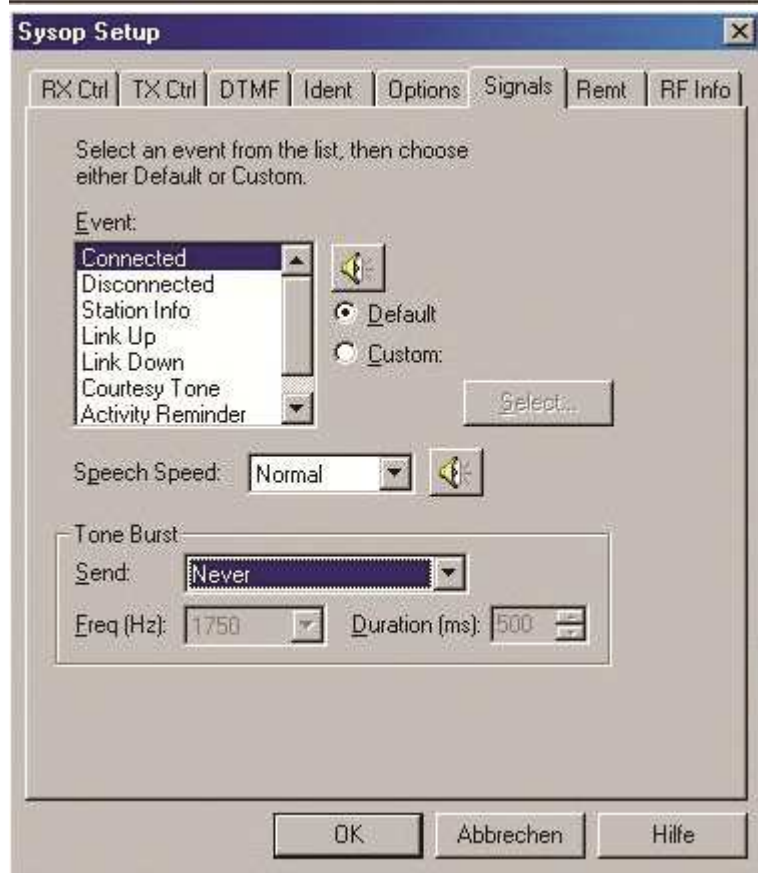 Sysop Setup
RX Ctrl TX Ctrl DTMF Ident Options Signals Remt RF Info
Select an event from the list, then choose
either Default or Custom.
Event:
Connected
Disconnected
Station Info
Link Up
Link Down
Courtesy Tone
Activity Reminder
Default
Custom:
Select...
Speech Speed: Normal
Tone Burst
Send: Never
Freq (Hz): 1750 Duration (ms): 500
OK Abbrechen Hilfe